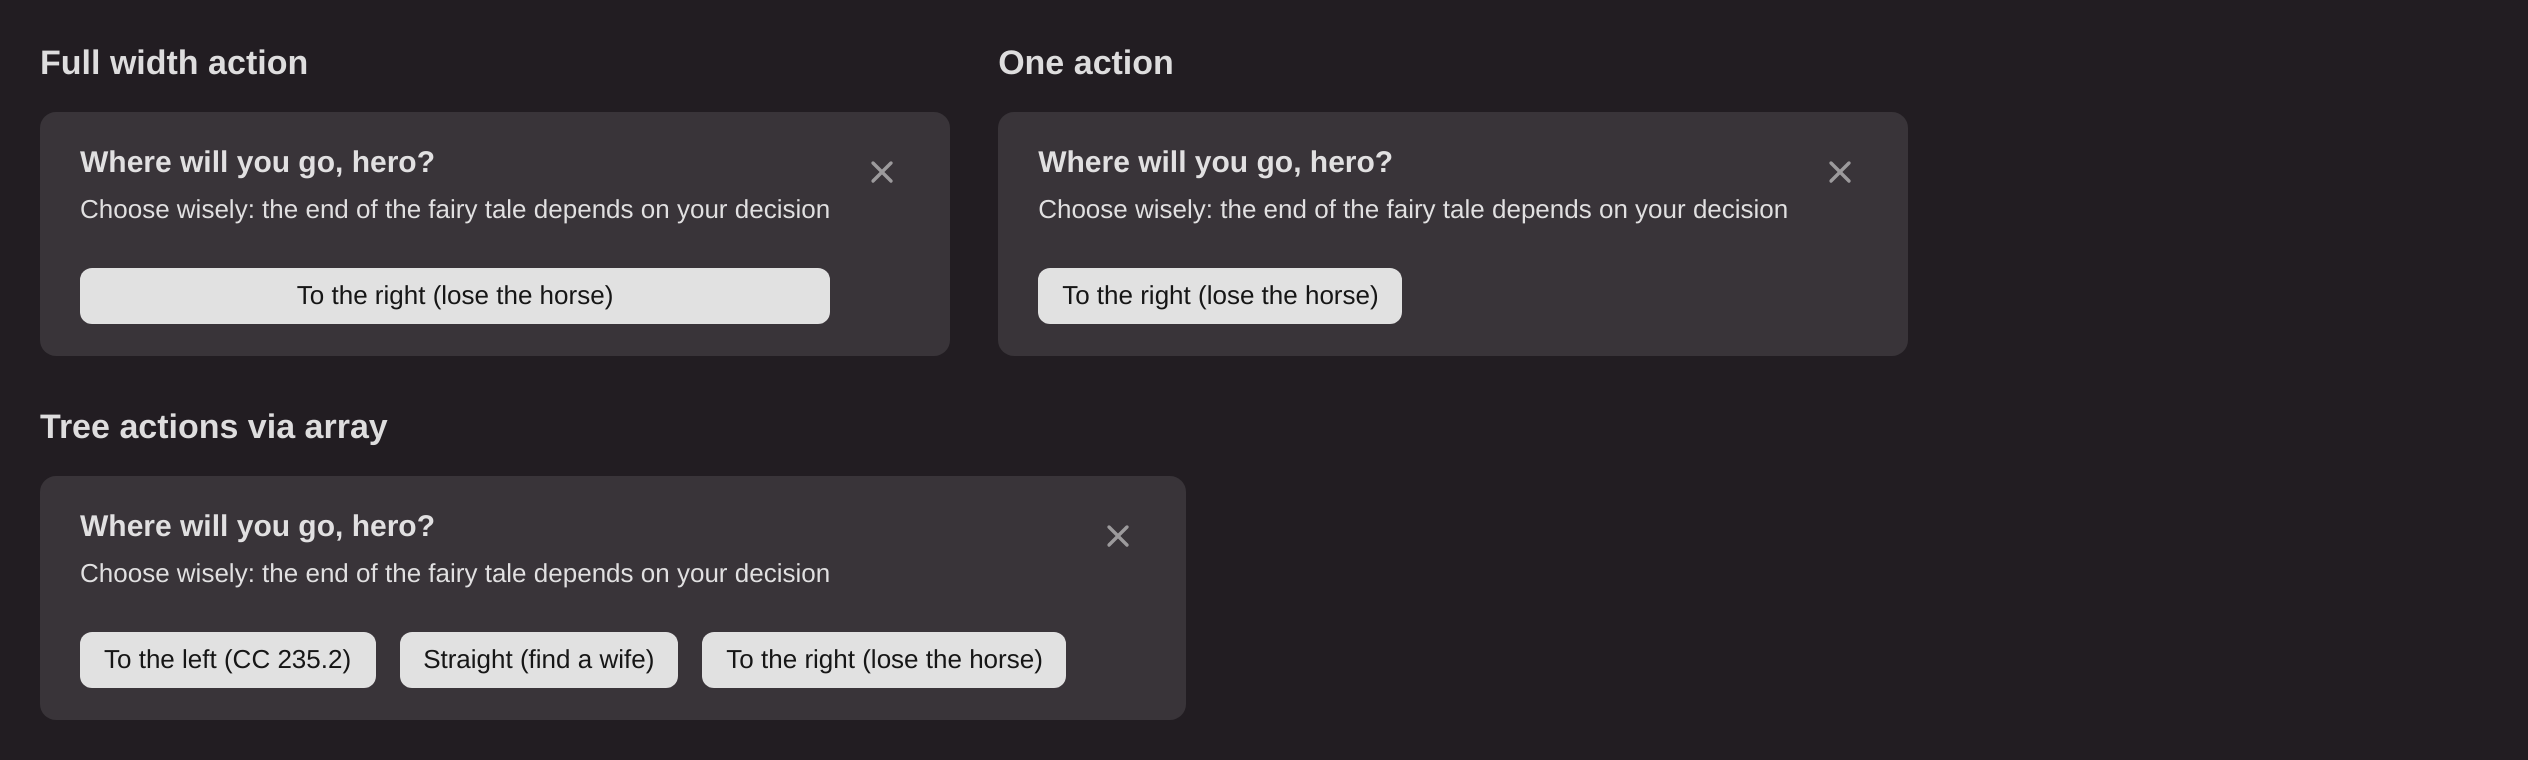 Full width action
Where will you go, hero?
Choose wisely: the end of the fairy tale depends on your decision
To the right (lose the horse)
One action
Where will you go, hero?
Choose wisely: the end of the fairy tale depends on your decision
To the right (lose the horse)
Tree actions via array
Where will you go, hero?
Choose wisely: the end of the fairy tale depends on your decision
To the left (CC 235.2)
Straight (find a wife)
To the right (lose the horse)